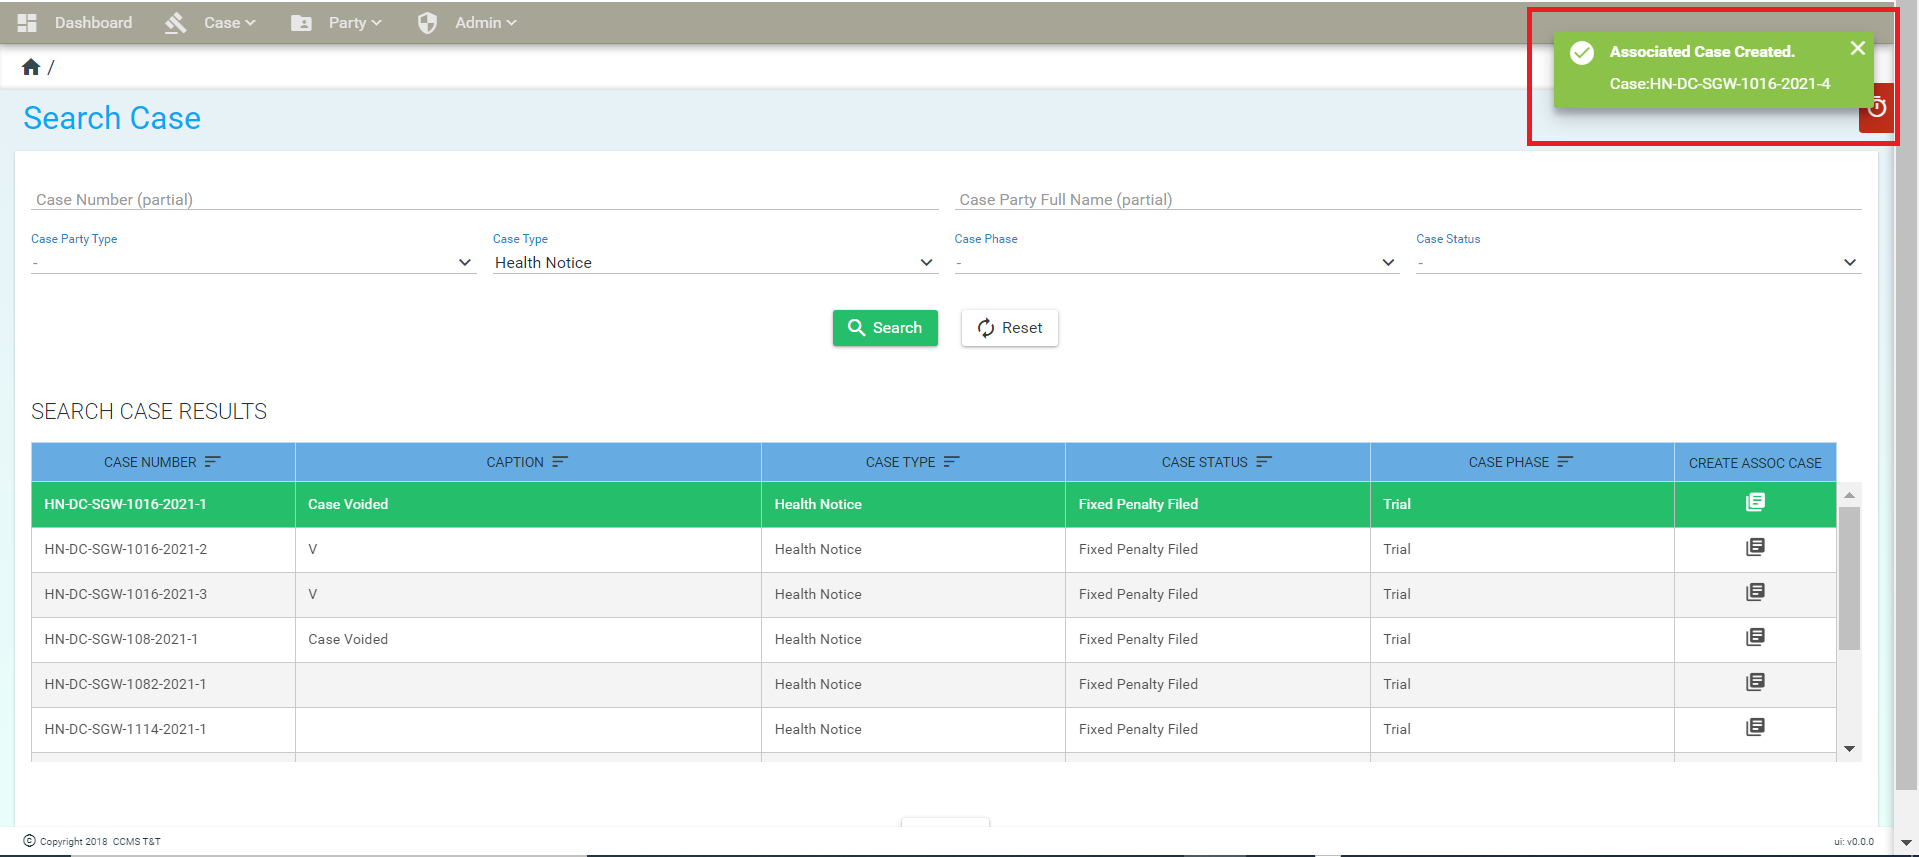 Dashboard Case Party Admin
Associated Case Created.
Case:HN-DC-SGW-1016-2021-4
/
Search Case
Case Number (partial) Case Party Full Name (partial)
Case Party Type Case Type Case Phase Case Status
- Health Notice - -
Search Reset
SEARCH CASE RESULTS
CASE NUMBER CAPTION CASE TYPE CASE STATUS CASE PHASE CREATE ASSOC CASE
HN-DC-SGW-1016-2021-1 Case Voided Health Notice Fixed Penalty Filed Trial
HN-DC-SGW-1016-2021-2 V Health Notice Fixed Penalty Filed Trial
HN-DC-SGW-1016-2021-3 V Health Notice Fixed Penalty Filed Trial
HN-DC-SGW-108-2021-1 Case Voided Health Notice Fixed Penalty Filed Trial
HN-DC-SGW-1082-2021-1 Health Notice Fixed Penalty Filed Trial
HN-DC-SGW-1114-2021-1 Health Notice Fixed Penalty Filed Trial
© Copyright 2018 CCMS T&T ui: v0.0.0